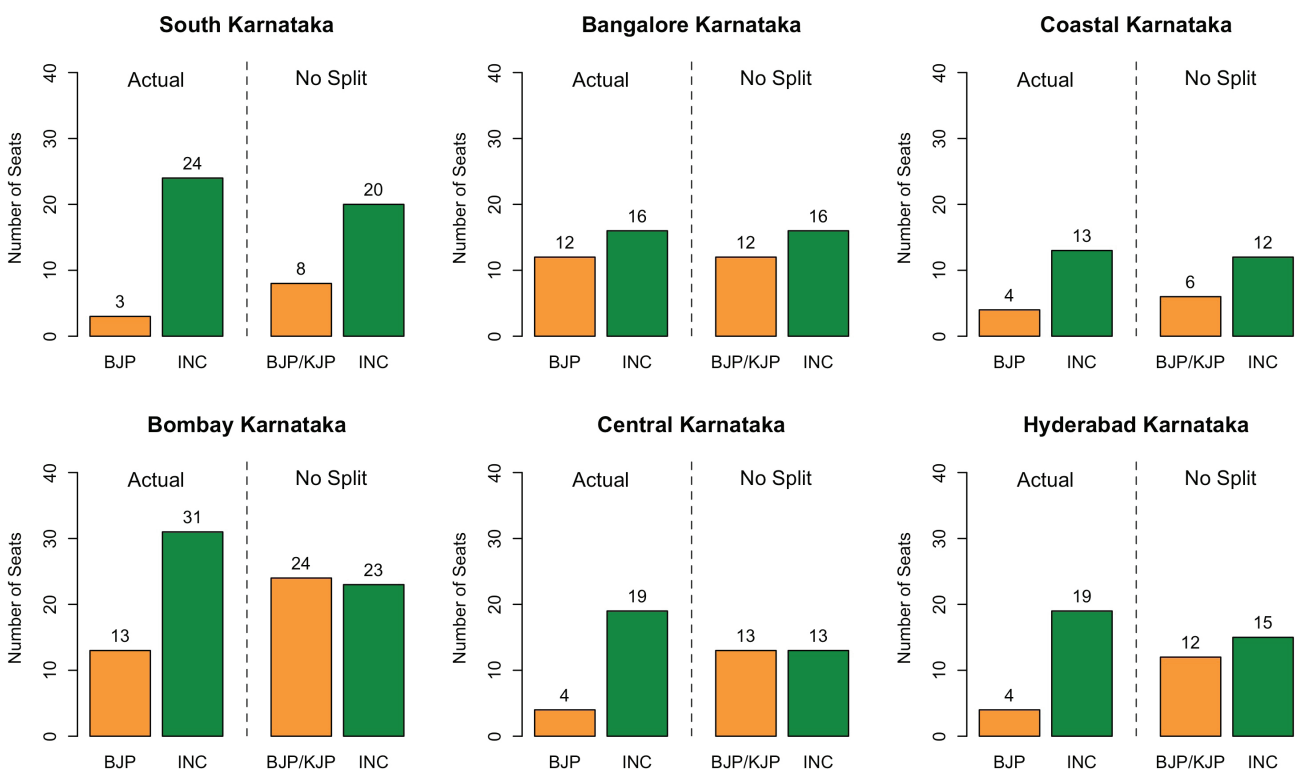 South Karnataka
Actual
No Split
Number of Seats
40
30
20
10
0
3
24
8
20
BJP
INC
BJP/KJP
INC
Bangalore Karnataka
Actual
No Split
Number of Seats
40
30
20
10
0
12
16
12
16
BJP
INC
BJP/KJP
INC
Coastal Karnataka
Actual
No Split
Number of Seats
40
30
20
10
0
4
13
6
12
BJP
INC
BJP/KJP
INC
Bombay Karnataka
Actual
No Split
Number of Seats
40
30
20
10
0
13
31
24
23
BJP
INC
BJP/KJP
INC
Central Karnataka
Actual
No Split
Number of Seats
40
30
20
10
0
4
19
13
13
BJP
INC
BJP/KJP
INC
Hyderabad Karnataka
Actual
No Split
Number of Seats
40
30
20
10
0
4
19
12
15
BJP
INC
BJP/KJP
INC